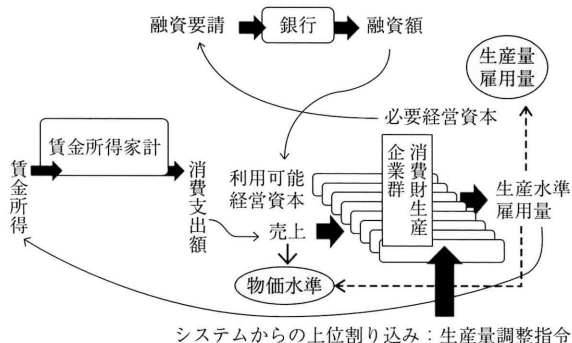 融資要請
銀行
融資額
生産量
雇用量
必要経営資本
賃金所得家計
賃金所得
消費支出額
利用可能
経営資本
売上
消費財生産
企業群
生産水準
雇用量
物価水準
システムからの上位割り込み：生産量調整指令